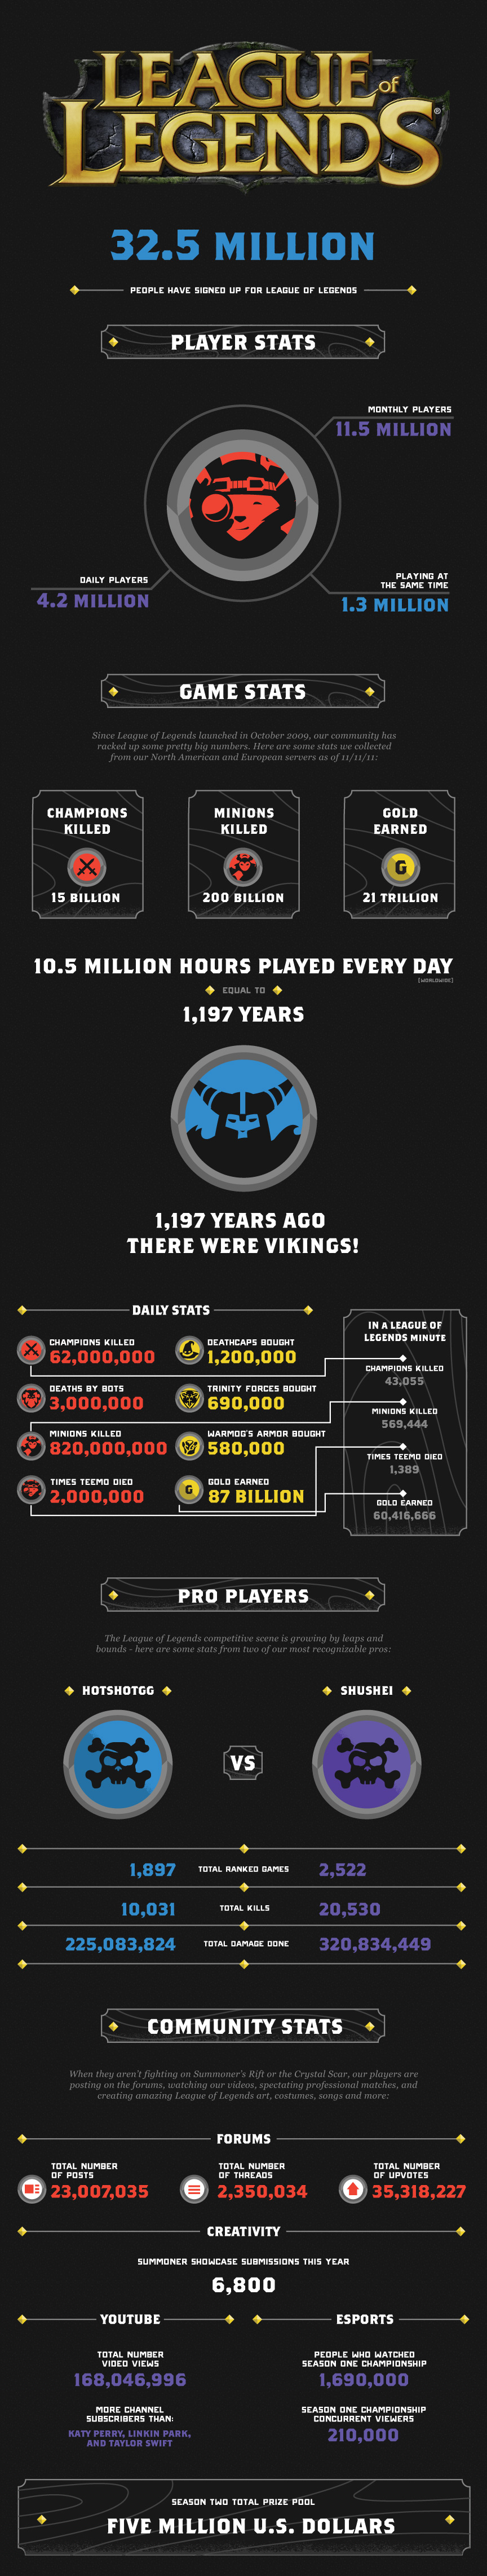 LEAGUE of
LEGENDS®
32.5 MILLION
PEOPLE HAVE SIGNED UP FOR LEAGUE OF LEGENDS
PLAYER STATS
MONTHLY PLAYERS
11.5 MILLION
DAILY PLAYERS
4.2 MILLION
PLAYING AT
THE SAME TIME
1.3 MILLION
GAME STATS
Since League of Legends launched in October 2009, our community has
racked up some pretty big numbers. Here are some stats we collected
from our North American and European servers as of 11/11/11:
CHAMPIONS
KILLED
15 BILLION
MINIONS
KILLED
200 BILLION
GOLD
EARNED
G
21 TRILLION
10.5 MILLION HOURS PLAYED EVERY DAY
[WORLDWIDE]
EQUAL TO
1,197 YEARS
1,197 YEARS AGO
THERE WERE VIKINGS!
DAILY STATS
CHAMPIONS KILLED
62,000,000
DEATHS BY BOTS
3,000,000
MINIONS KILLED
820,000,000
TIMES TEEMO DIED
2,000,000
DEATHCAPS BOUGHT
1,200,000
TRINITY FORCES BOUGHT
690,000
WARMOG'S ARMOR BOUGHT
580,000
G
GOLD EARNED
87 BILLION
IN A LEAGUE OF
LEGENDS MINUTE
CHAMPIONS KILLED
43,055
MINIONS KILLED
569,444
TIMES TEEMO DIED
1,389
GOLD EARNED
60,416,666
PRO PLAYERS
The League of Legends competitive scene is growing by leaps and
bounds - here are some stats from two of our most recognizable pros:
HOTSHOTGG
VS
SHUSHEI
1,897 TOTAL RANKED GAMES 2,522
10,031 TOTAL KILLS 20,530
225,083,824 TOTAL DAMAGE DONE 320,834,449
COMMUNITY STATS
When they aren't fighting on Summoner's Rift or the Crystal Scar, our players are
posting on the forums, watching our videos, spectating professional matches, and
creating amazing League of Legends art, costumes, songs and more:
FORUMS
TOTAL NUMBER
OF POSTS
23,007,035
TOTAL NUMBER
OF THREADS
2,350,034
TOTAL NUMBER
OF UPVOTES
35,318,227
CREATIVITY
SUMMONER SHOWCASE SUBMISSIONS THIS YEAR
6,800
YOUTUBE
TOTAL NUMBER
VIDEO VIEWS
168,046,996
MORE CHANNEL
SUBSCRIBERS THAN:
KATY PERRY, LINKIN PARK,
AND TAYLOR SWIFT
ESPORTS
PEOPLE WHO WATCHED
SEASON ONE CHAMPIONSHIP
1,690,000
SEASON ONE CHAMPIONSHIP
CONCURRENT VIEWERS
210,000
SEASON TWO TOTAL PRIZE POOL
FIVE MILLION U.S. DOLLARS